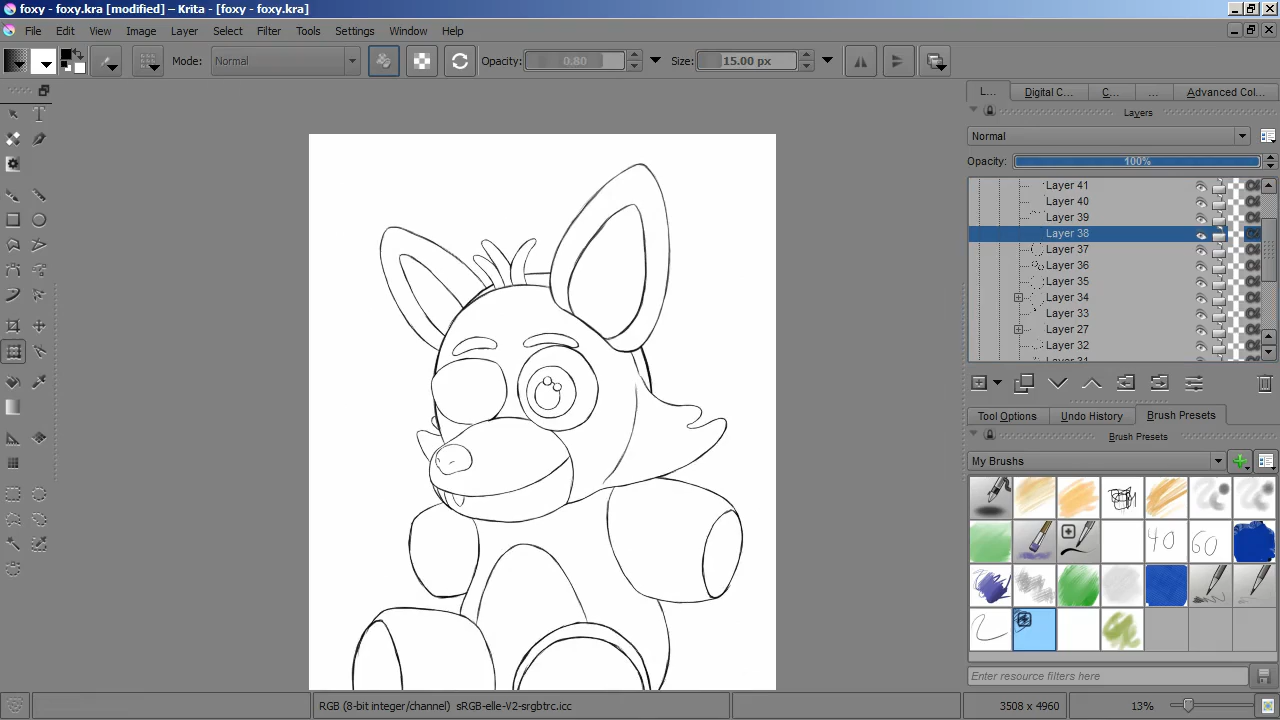 foxy - foxy.kra [modified] – Krita - [foxy - foxy.kra]
File Edit View Image Layer Select Filter Tools Settings Window Help
Mode: Normal Opacity: 0.80 Size: 15.00 px
L... Digital C... C... ... Advanced Col...
Layers
Normal
Opacity: 100%
Layer 41
Layer 40
Layer 39
Layer 38
Layer 37
Layer 36
Layer 35
Layer 34
Layer 33
Layer 27
Layer 32
Layer 31
Tool Options Undo History Brush Presets
Brush Presets
My Brushes
40 60
Enter resource filters here
RGB (8-bit integer/channel) sRGB-elle-V2-srgbtrc.icc 3508 x 4960 13%